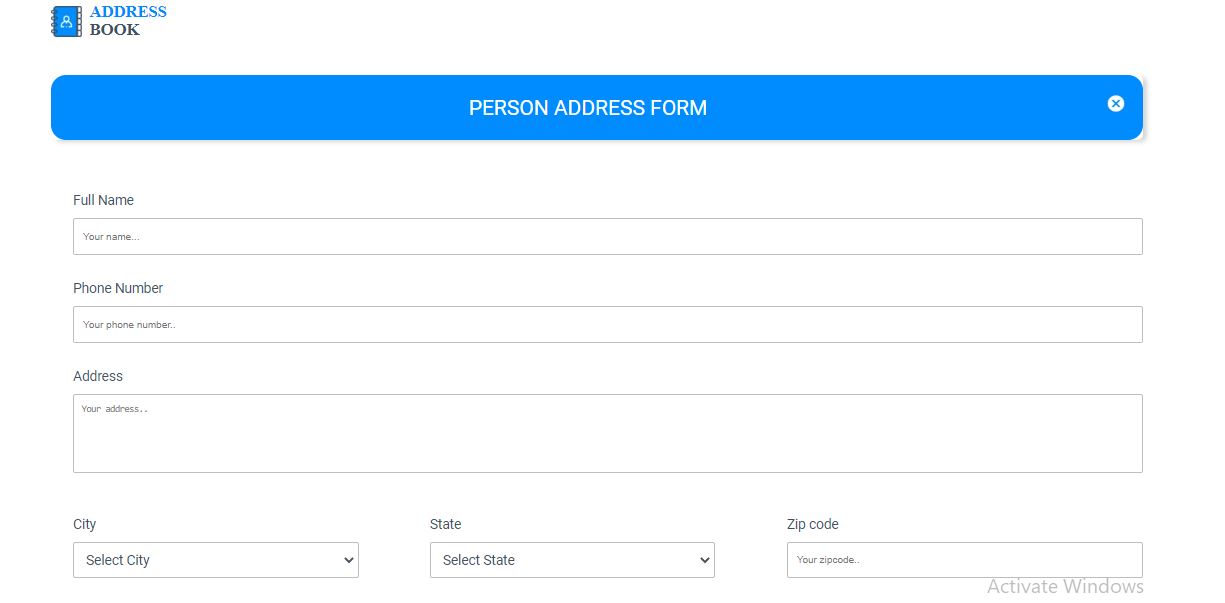 ADDRESS
BOOK
PERSON ADDRESS FORM
Full Name
Your name...
Phone Number
Your phone number..
Address
Your address..
City State Zip code
Select City Select State Your zipcode..
Activate Windows